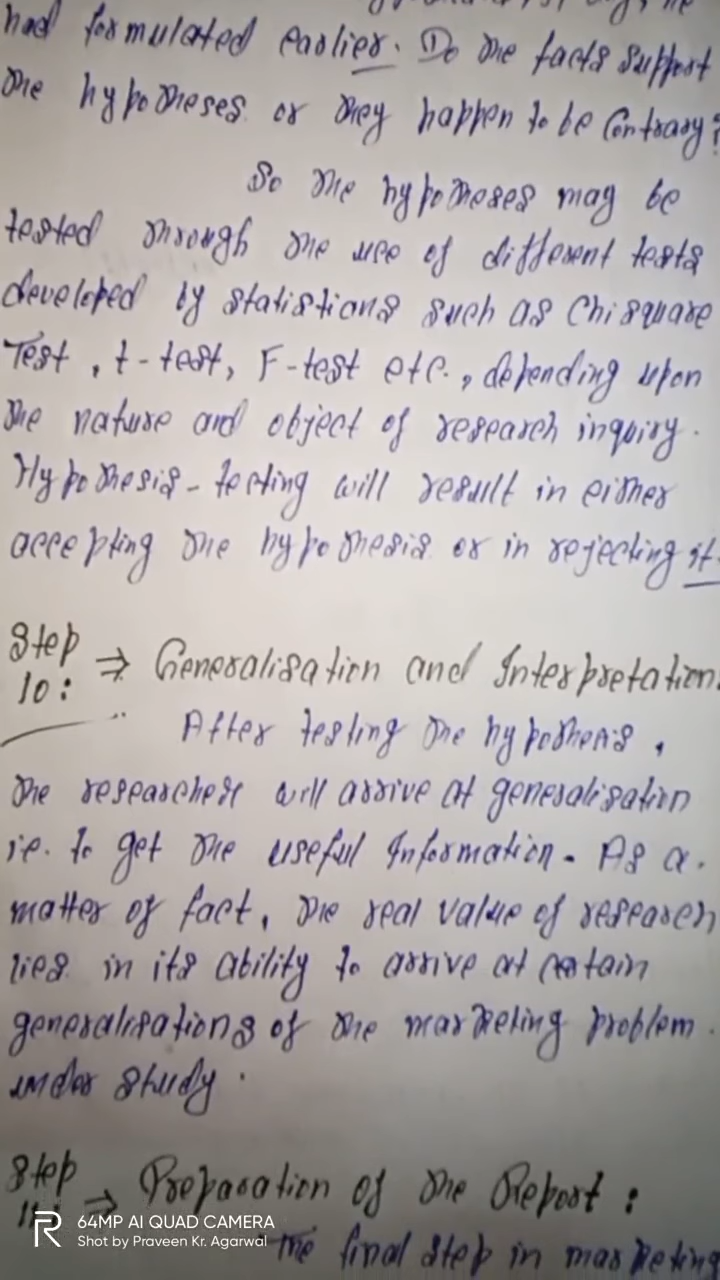 had formulated earlier. Do the facts support
the hypotheses or they happen to be Contrary?
So the hypotheses may be
tested through the use of different tests
developed by statistians such as Chi square
Test, t-test, F-test etc., depending upon
the nature and object of research inquiry.
Hypothesis-testing will result in either
accepting the hypothesis or in rejecting it.
Step
10: ⇒ Generalisation and Interpretation.
After testing the hypothesis,
the researcher will arrive at generalisation
i.e. to get the useful Information. As a
matter of fact, the real value of research
lies in its ability to arrive at certain
generalisations of the marketing problem
under study.
Step
11: ⇒ Preparation of the Report:
The final step in marketing
64MP AI QUAD CAMERA
Shot by Praveen Kr. Agarwal